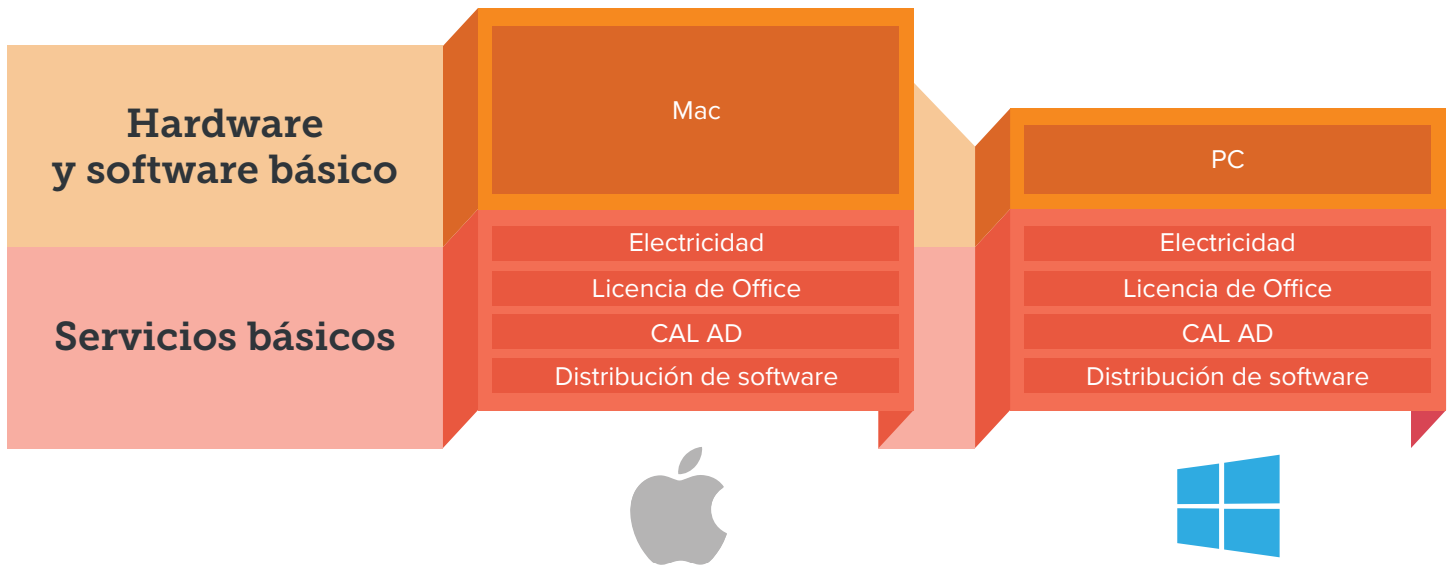 Hardware
y software básico
Mac
PC
Servicios básicos
Electricidad
Licencia de Office
CAL AD
Distribución de software
Electricidad
Licencia de Office
CAL AD
Distribución de software